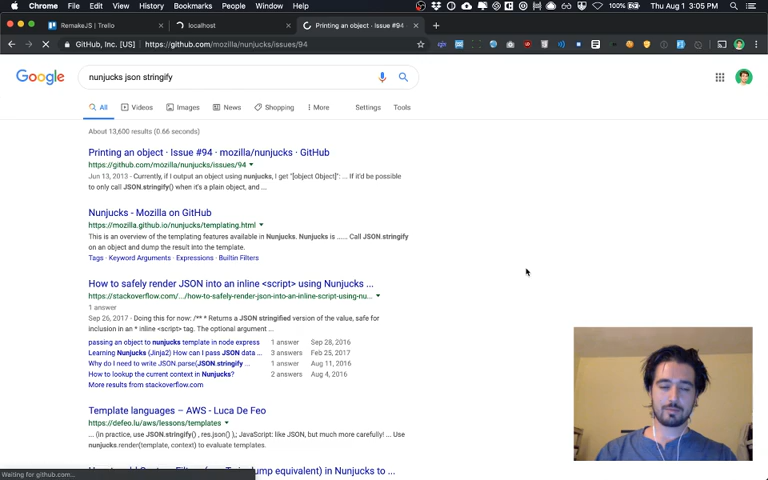 Chrome File Edit View History Bookmarks People Window Help 100% Thu Aug 1 3:05 PM
RemakeJS | Trello
localhost
Printing an object · Issue #94 ·
GitHub, Inc. [US] https://github.com/mozilla/nunjucks/issues/94
Google
nunjucks json stringify
All Videos Images News Shopping More Settings Tools
About 13,600 results (0.66 seconds)
Printing an object · Issue #94 · mozilla/nunjucks · GitHub
https://github.com/mozilla/nunjucks/issues/94
Jun 13, 2013 - Currently, if I output an object using nunjucks, I get "[object Object]": ... If it'd be possible
to only call JSON.stringify() when it's a plain object, and ...
Nunjucks - Mozilla on GitHub
https://mozilla.github.io/nunjucks/templating.html
This is an overview of the templating features available in Nunjucks. Nunjucks is ...... Call JSON.stringify
on an object and dump the result into the template.
Tags · Keyword Arguments · Expressions · Builtin Filters
How to safely render JSON into an inline <script> using Nunjucks ...
https://stackoverflow.com/.../how-to-safely-render-json-into-an-inline-script-using-nu...
1 answer
Sep 26, 2017 - Doing this for now: /** * Returns a JSON stringified version of the value, safe for
inclusion in an * inline <script> tag. The optional argument ...
passing an object to nunjucks template in node express 1 answer Sep 28, 2016
Learning Nunjucks (Jinja2) How can I pass JSON data ... 3 answers Feb 25, 2017
Why do I need to write JSON.parse(JSON.stringify ... 1 answer Aug 4, 2016
How to lookup the current context in Nunjucks? 2 answers Aug 4, 2016
More results from stackoverflow.com
Template languages – AWS - Luca De Feo
https://defeo.lu/aws/lessons/templates
... (in practice, use JSON.stringify() , res.json() ),; JavaScript: like JSON, but much more carefully! ... Use
nunjucks.render(template, context) to evaluate templates.
ump equivalent) in Nunjucks to ...
Waiting for github.com...